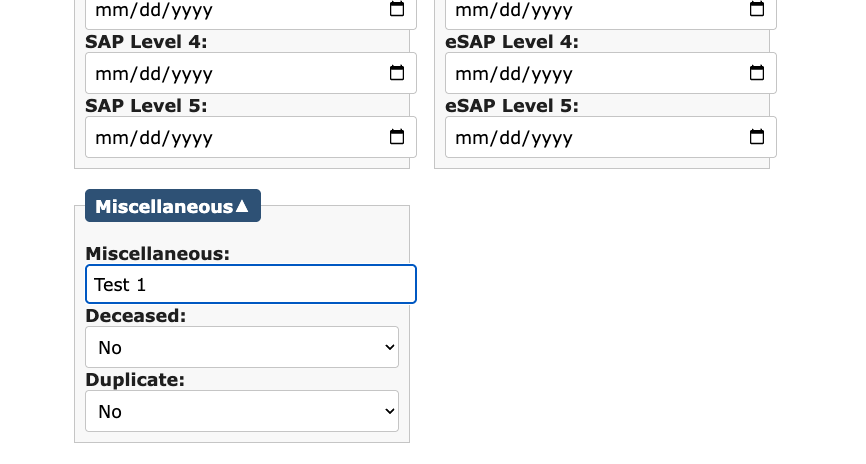 mm/dd/yyyy mm/dd/yyyy
SAP Level 4: eSAP Level 4:
mm/dd/yyyy mm/dd/yyyy
SAP Level 5: eSAP Level 5:
mm/dd/yyyy mm/dd/yyyy
Miscellaneous▲
Miscellaneous:
Test 1
Deceased:
No
Duplicate:
No